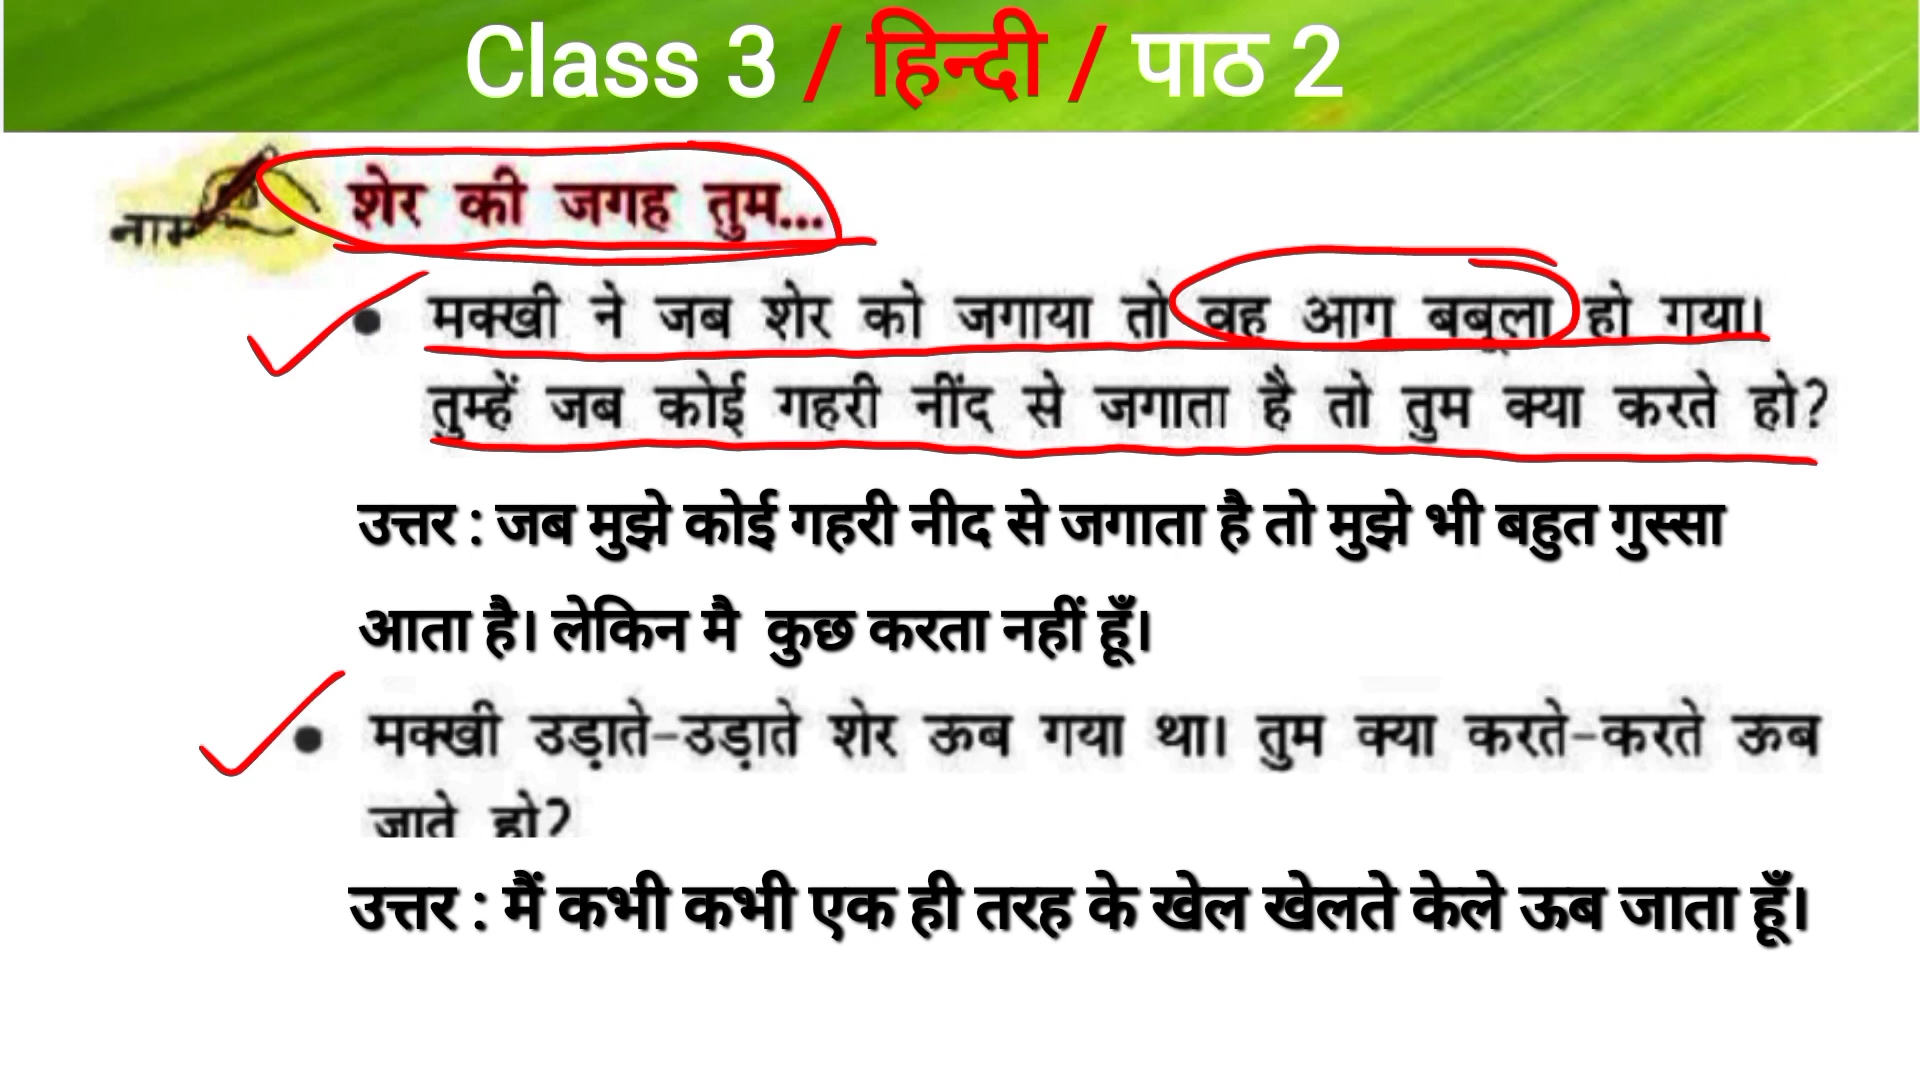 Class 3 / हिन्दी / पाठ 2
नाम
शेर की जगह तुम...
• मक्खी ने जब शेर को जगाया तो वह आग बबूला हो गया।
तुम्हें जब कोई गहरी नींद से जगाता है तो तुम क्या करते हो?
उत्तर : जब मुझे कोई गहरी नीद से जगाता है तो मुझे भी बहुत गुस्सा
आता है। लेकिन मै कुछ करता नहीं हूँ।
• मक्खी उड़ाते-उड़ाते शेर ऊब गया था। तुम क्या करते-करते ऊब
जाते हो?
उत्तर : मैं कभी कभी एक ही तरह के खेल खेलते केले ऊब जाता हूँ।